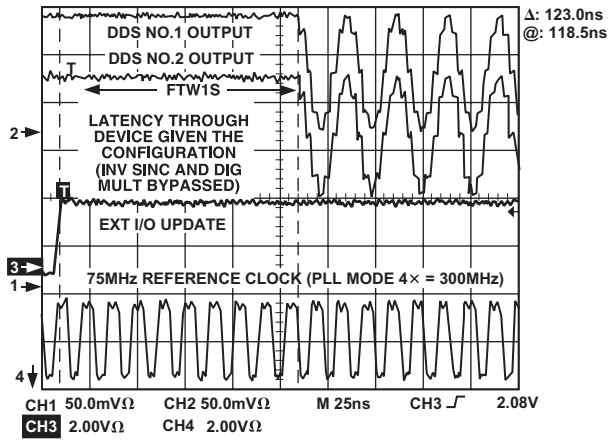 Δ: 123.0ns
@: 118.5ns
DDS NO.1 OUTPUT
DDS NO.2 OUTPUT
T
FTW1S
LATENCY THROUGH
DEVICE GIVEN THE
CONFIGURATION
(INV SINC AND DIG
MULT BYPASSED)
2
T
EXT I/O UPDATE
3
1
75MHz REFERENCE CLOCK (PLL MODE 4× = 300MHz)
4
CH1 50.0mVΩ CH2 50.0mVΩ M 25ns CH3 2.08V
CH3 2.00VΩ CH4 2.00VΩ